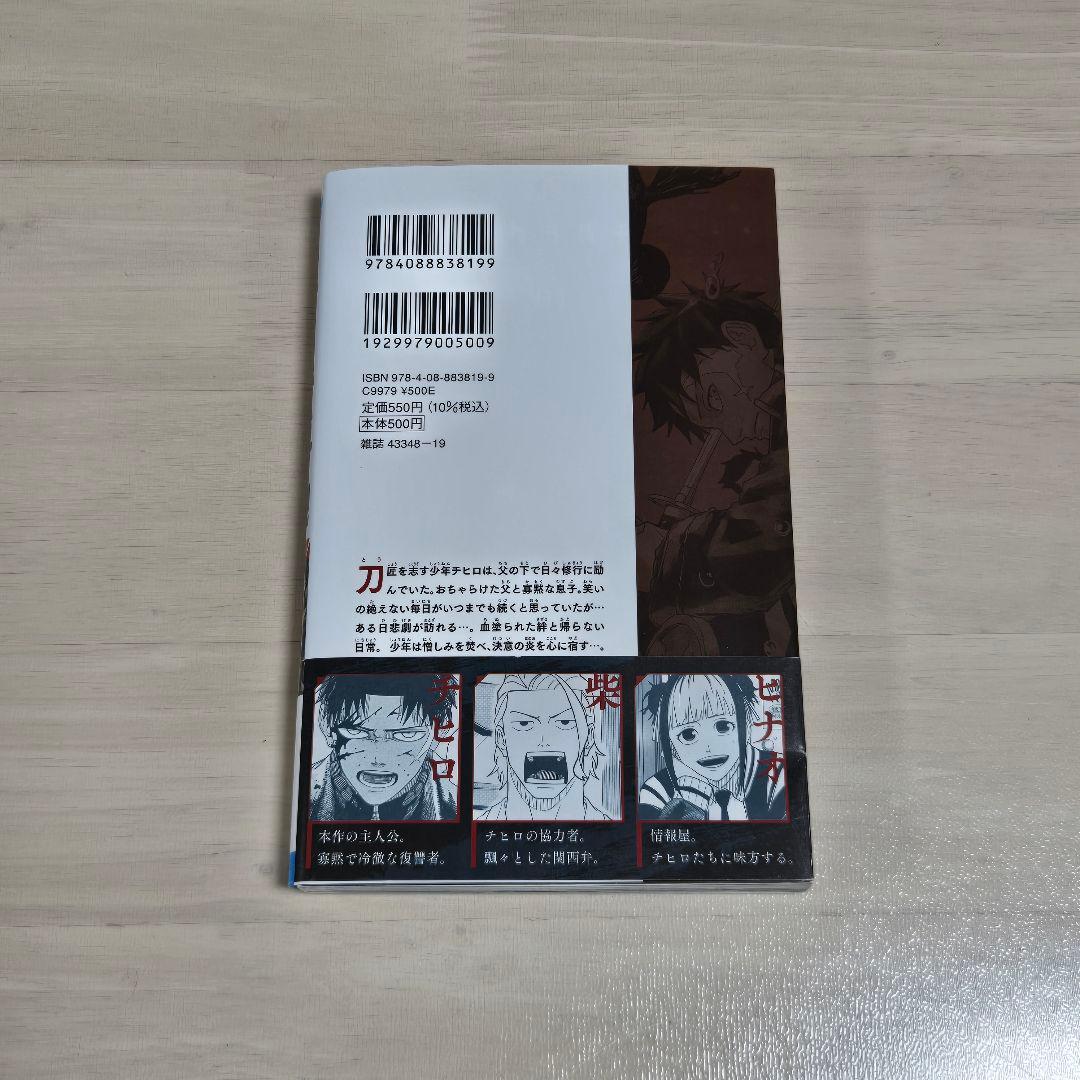 9784088838199
1929979005009
ISBN 978-4-08-883819-9
C9979 ¥500E
定価550円(10%税込)
本体500円
雑誌 43348-19
刀匠を志す少年チヒロは、父の下で日々修行に励
んでいた。おちゃらけた父と寡黙な息子。笑い
の絶えない毎日がいつまでも続くと思っていたが…
ある日悲劇が訪れる…。血塗られた絆と帰らない
日常。少年は憎しみを焚べ、決意の炎を心に宿す…。
チヒロ
本作の主人公。
寡黙で冷徹な復讐者。
柴
チヒロの協力者。
飄々とした関西弁。
ヒナオ
情報屋。
チヒロたちに味方する。